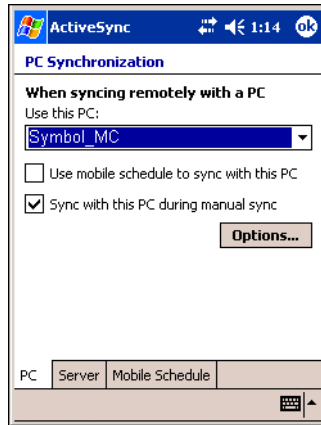 ActiveSync 1:14 ok
PC Synchronization
When syncing remotely with a PC
Use this PC:
Symbol_MC
Use mobile schedule to sync with this PC
Sync with this PC during manual sync
Options...
PC Server Mobile Schedule